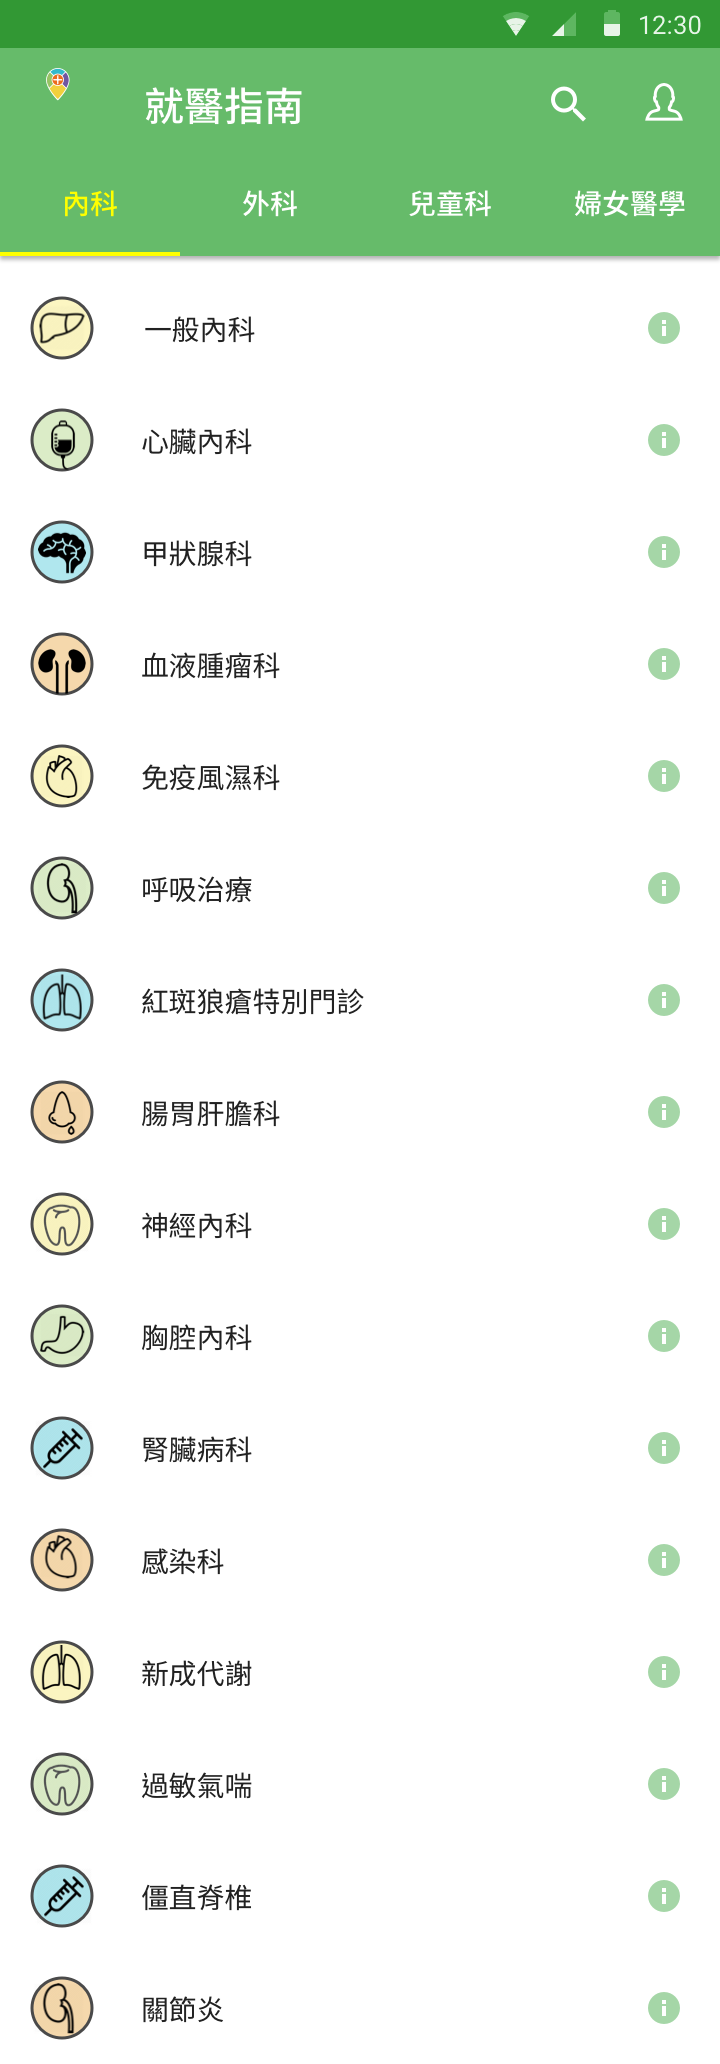 12:30
就醫指南
內科 外科 兒童科 婦女醫學
一般內科
心臟內科
甲狀腺科
血液腫瘤科
免疫風濕科
呼吸治療
紅斑狼瘡特別門診
腸胃肝膽科
神經內科
胸腔內科
腎臟病科
感染科
新成代謝
過敏氣喘
僵直脊椎
關節炎